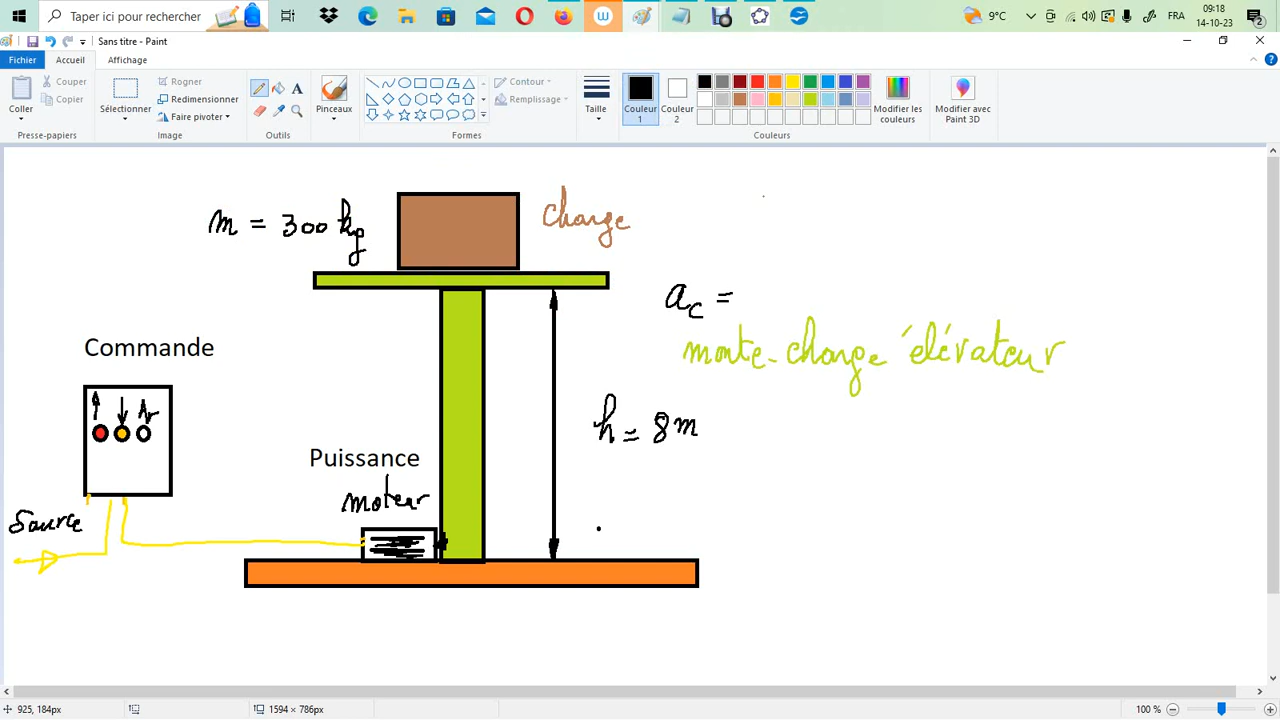 Taper ici pour rechercher
9°C
FRA
09:18
14-10-23
2
Sans titre - Paint
Fichier
Accueil
Affichage
Coller
Couper
Copier
Presse-papiers
Sélectionner
Rogner
Redimensionner
Faire pivoter
Image
A
Outils
Pinceaux
Contour
Remplissage
Formes
Taille
Couleur 1
Couleur 2
Couleurs
Modifier les couleurs
Modifier avec Paint 3D
m = 300 kg
charge
ac =
monte-charge élévateur
Commande
h = 8m
Puissance
moteur
Source
925, 184px
1594 × 786px
100 %